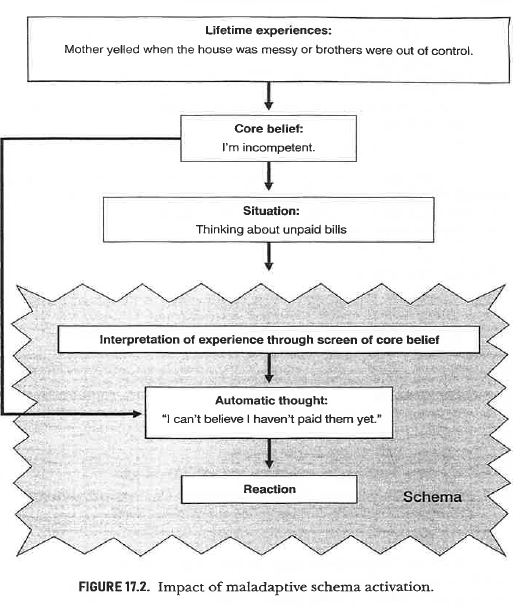 Lifetime experiences:
Mother yelled when the house was messy or brothers were out of control.
Core belief:
I'm incompetent.
Situation:
Thinking about unpaid bills
Interpretation of experience through screen of core belief
Automatic thought:
“I can't believe I haven't paid them yet.”
Reaction
Schema
FIGURE 17.2. Impact of maladaptive schema activation.